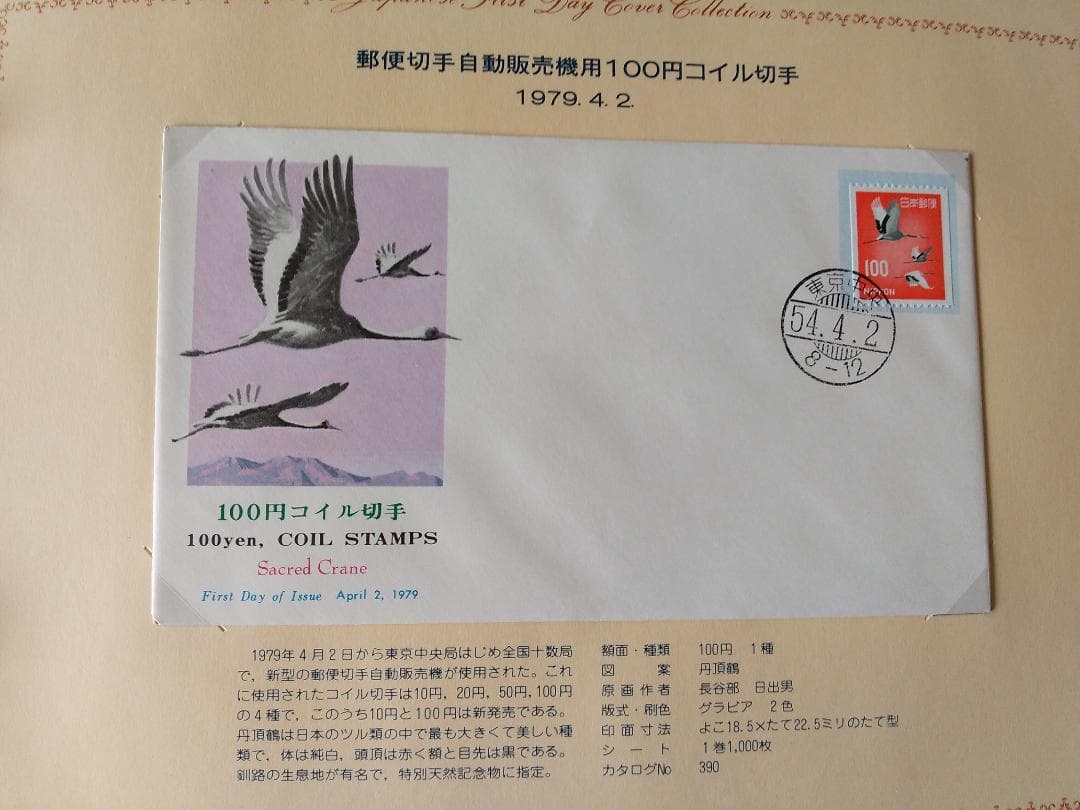 Japanese First Day Cover Collection
郵便切手自動販売機用100円コイル切手
1979. 4. 2.
日本郵便
100
NIPPON
東京中央
54. 4. 2
8-12
100円コイル切手
100yen, COIL STAMPS
Sacred Crane
First Day of Issue April 2, 1979
1979年4月2日から東京中央局はじめ全国十数局
で，新型の郵便切手自動販売機が使用された。これ
に使用されたコイル切手は10円，20円，50円，100円
の4種で，このうち10円と100円は新発売である。
丹頂鶴は日本のツル類の中で最も大きくて美しい種
類で，体は純白，頭頂は赤く額と目先は黒である。
釧路の生息地が有名で，特別天然記念物に指定。
額面・種類 100円 1種
図案 丹頂鶴
原画作者 長谷部 日出男
版式・刷色 グラビア 2色
印面寸法 よこ18.5×たて22.5ミリのたて型
シート 1巻1,000枚
カタログNo 390